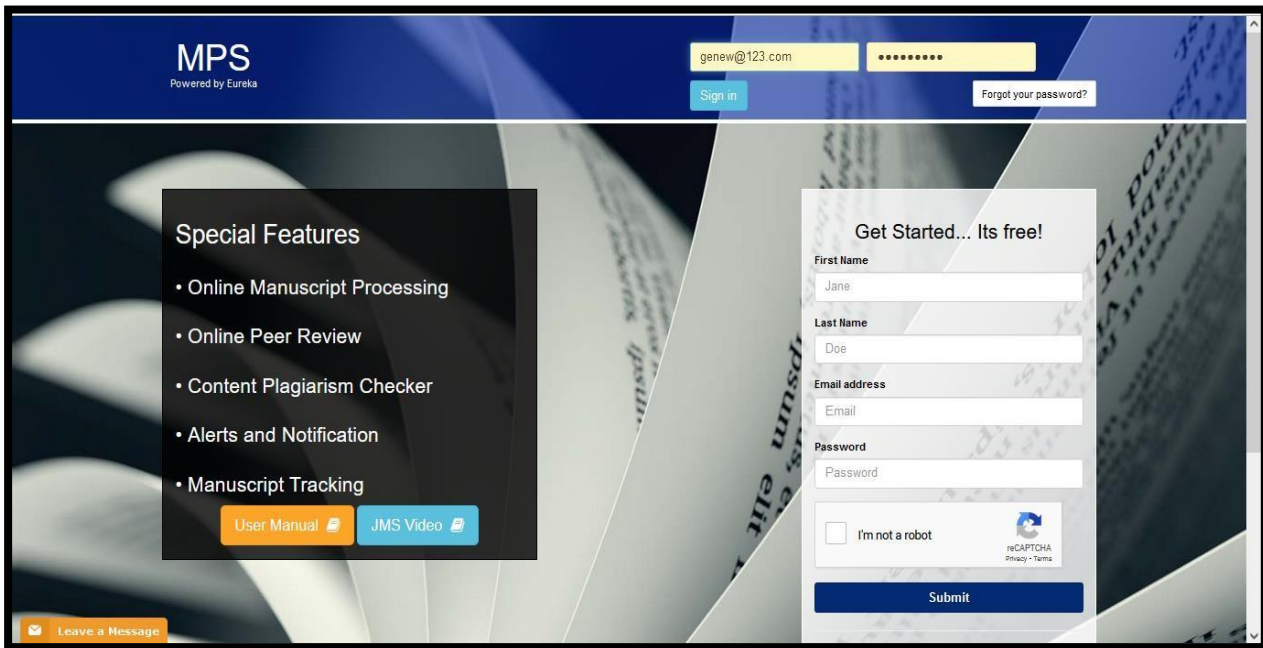 MPS
Powered by Eureka
genew@123.com
•••••••••
Sign in
Forgot your password?
Special Features
• Online Manuscript Processing
• Online Peer Review
• Content Plagiarism Checker
• Alerts and Notification
• Manuscript Tracking
User Manual
JMS Video
Get Started... Its free!
First Name
Jane
Last Name
Doe
Email address
Email
Password
Password
I'm not a robot
reCAPTCHA
Privacy - Terms
Submit
Leave a Message
ipsum
elit